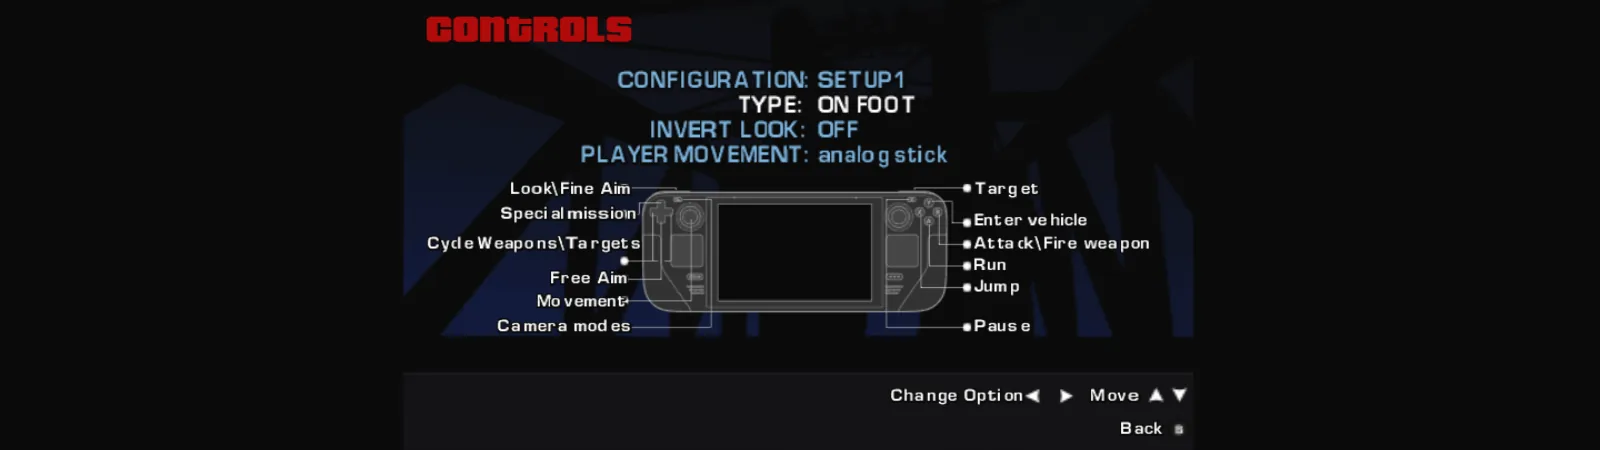 CONTROLS
CONFIGURATION: SETUP1
TYPE: ON FOOT
INVERT LOOK: OFF
PLAYER MOVEMENT: analog stick
Look\Fine Aim
Target
Special mission
Enter vehicle
Cycle Weapons\Targets
Attack\Fire weapon
Run
Free Aim
Jump
Movement
Camera modes
Pause
Change Option ◀ ▶ Move ▲ ▼
Back B